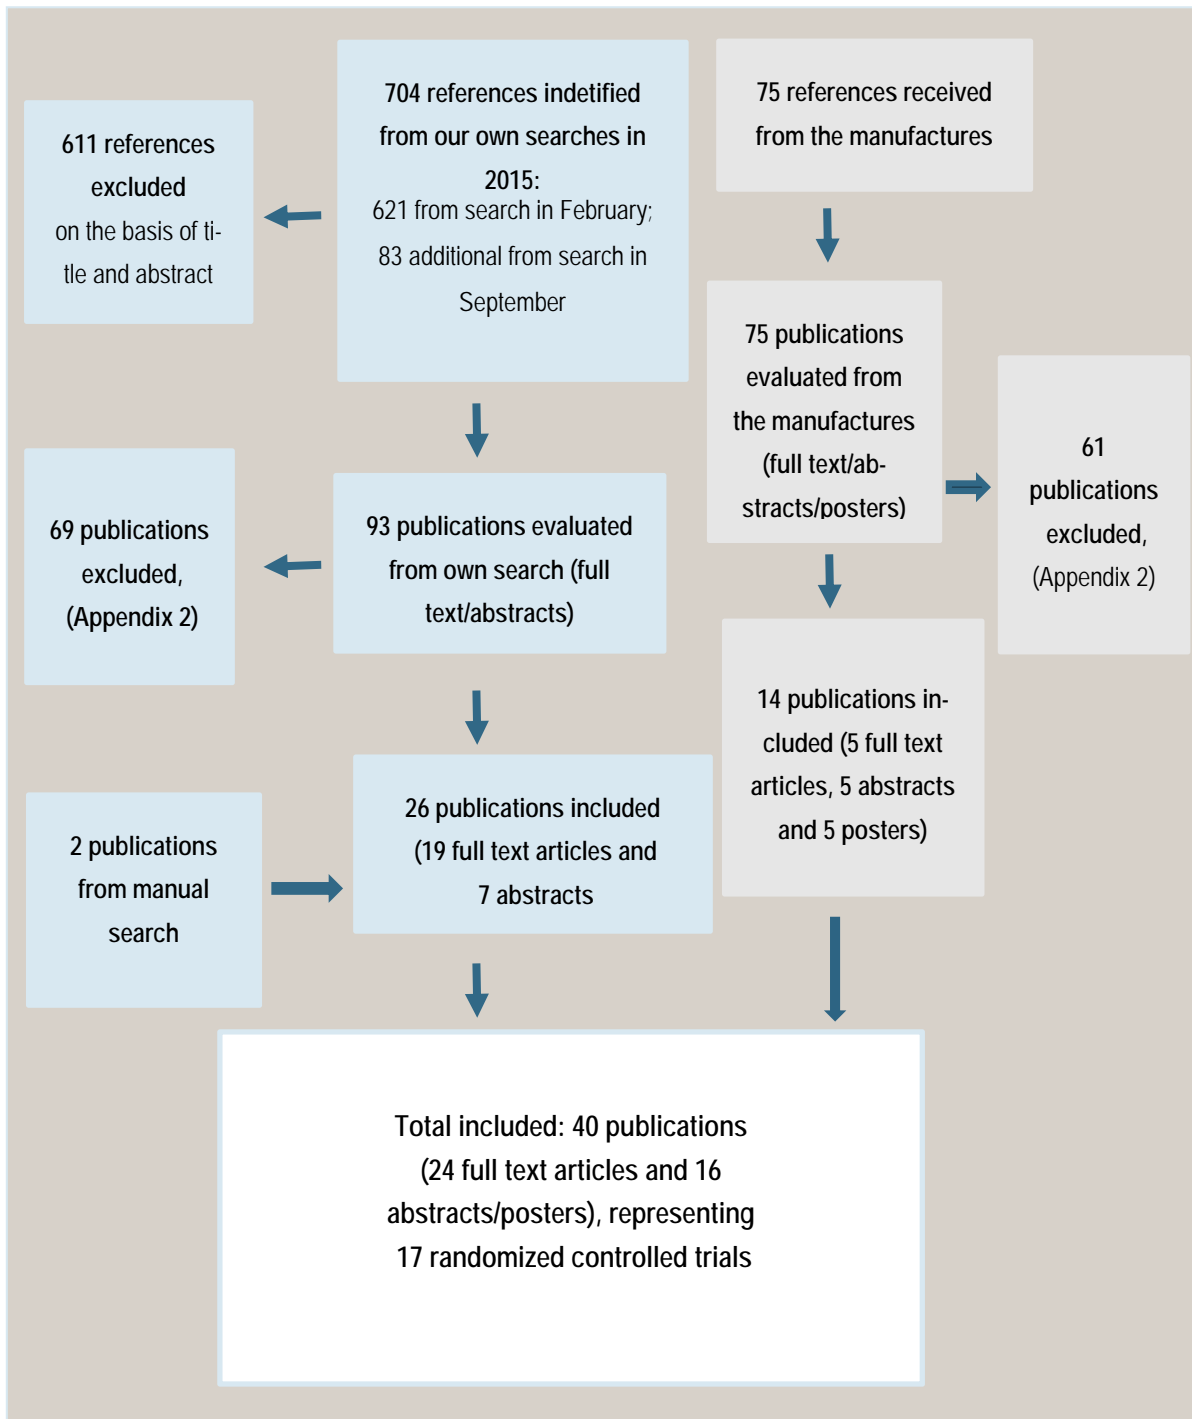 704 references indetified
from our own searches in
2015:
621 from search in February;
83 additional from search in
September
75 references received
from the manufactures
611 references
excluded
on the basis of ti-
tle and abstract
75 publications
evaluated from
the manufactures
(full text/ab-
stracts/posters)
61
publications
excluded,
(Appendix 2)
69 publications
excluded,
(Appendix 2)
93 publications evaluated
from own search (full
text/abstracts)
14 publications in-
cluded (5 full text
articles, 5 abstracts
and 5 posters)
2 publications
from manual
search
26 publications included
(19 full text articles and
7 abstracts
Total included: 40 publications
(24 full text articles and 16
abstracts/posters), representing
17 randomized controlled trials